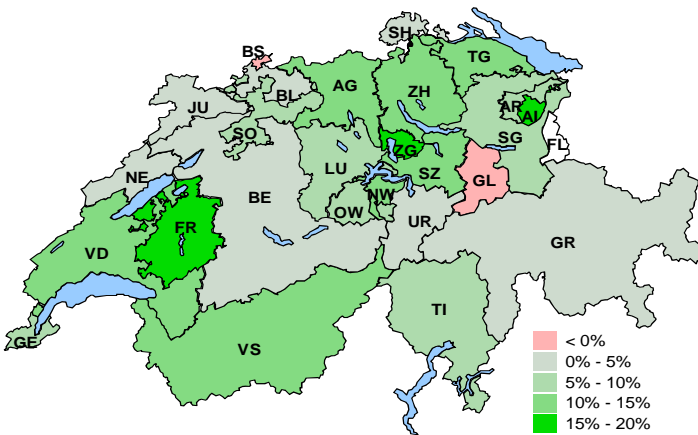 SH
BS
TG
AG
ZH
BL
JU
AR
AI
SO
SG
FL
ZG
LU
SZ
NE
GL
NW
BE
OW
UR
FR
GR
VD
TI
GE
VS
< 0%
0% - 5%
5% - 10%
10% - 15%
15% - 20%